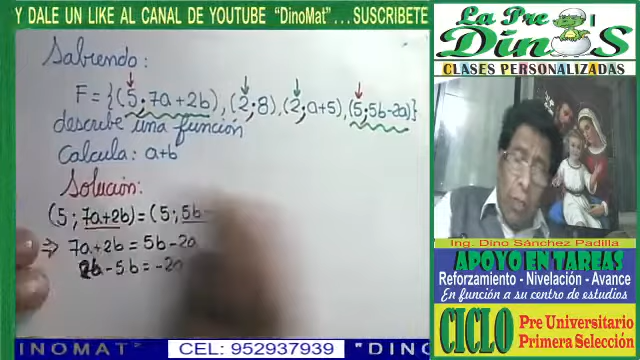 Y DALE UN LIKE AL CANAL DE YOUTUBE "DinoMat"... SUSCRIBETE
La Pre
DinoS
CLASES PERSONALIZADAS
Sabiendo:
F = {(5; 7a+2b), (2; 8), (2; a+5), (5; 5b-2a)}
describe una función
Calcula: a+b
Solución:
(5; 7a+2b) = (5; 5b-
⇒ 7a+2b = 5b-2a
2b-5b = -2a
Ing. Dino Sánchez Padilla
APOYO EN TAREAS
Reforzamiento - Nivelación - Avance
En función a su centro de estudios
CICLO Pre Universitario
Primera Selección
INOMAT" CEL: 952937939 "DINO